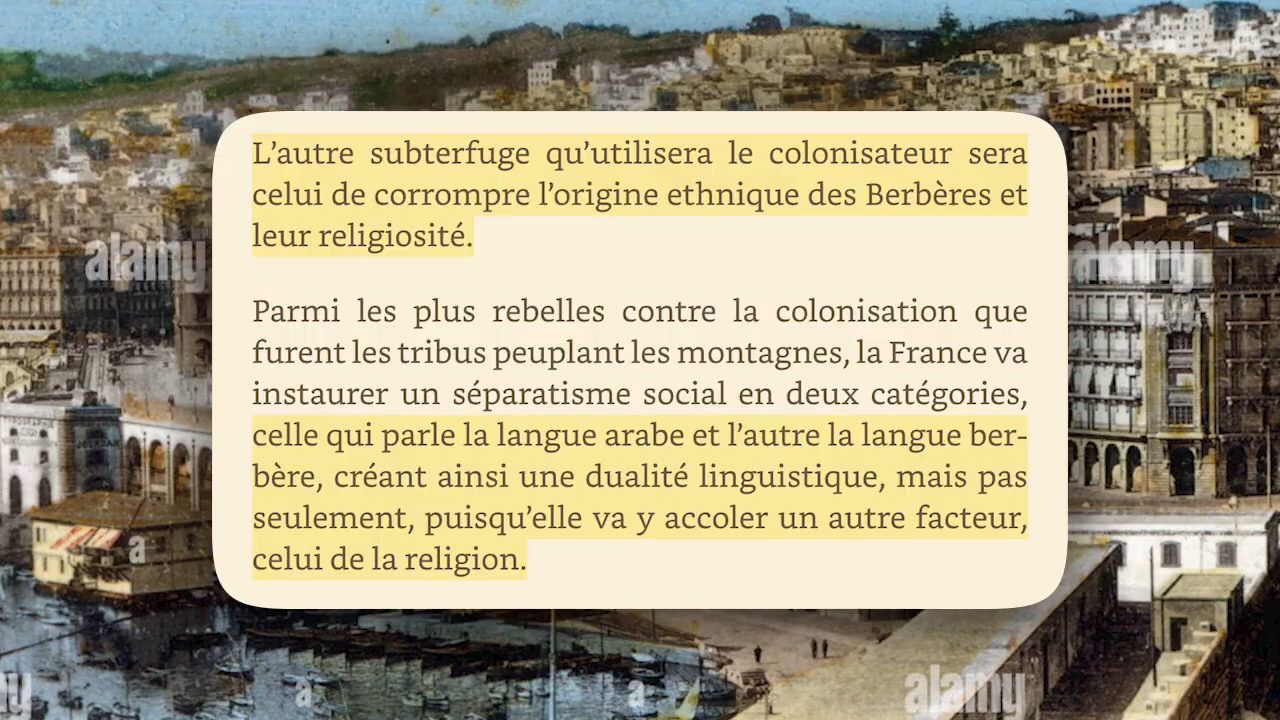 L'autre subterfuge qu'utilisera le colonisateur sera
celui de corrompre l'origine ethnique des Berbères et
leur religiosité.
Parmi les plus rebelles contre la colonisation que
furent les tribus peuplant les montagnes, la France va
instaurer un séparatisme social en deux catégories,
celle qui parle la langue arabe et l'autre la langue ber-
bère, créant ainsi une dualité linguistique, mais pas
seulement, puisqu'elle va y accoler un autre facteur,
celui de la religion.
alamy
alamy
a
a
a
alamy